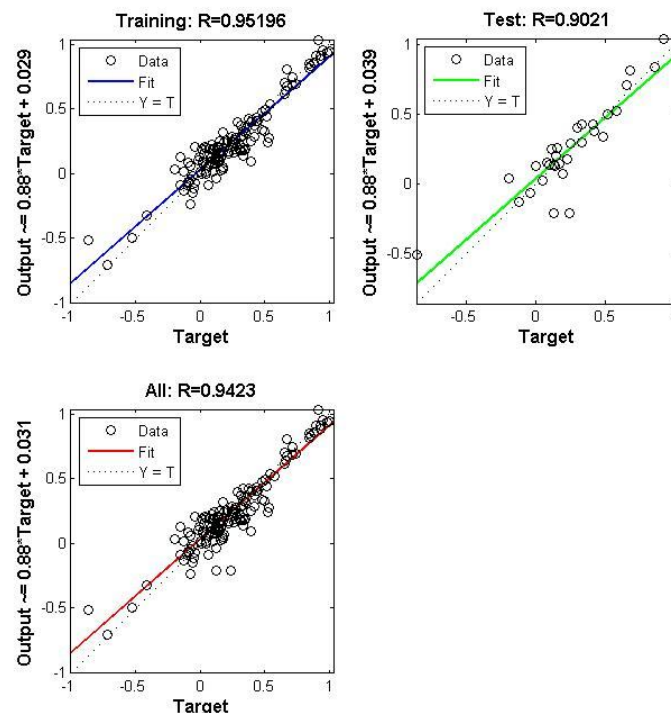 Training: R=0.95196
Output ~= 0.88*Target + 0.029
1
0.5
0
-0.5
-1
Data
Fit
Y = T
-1
-0.5
0
0.5
1
Target
Test: R=0.9021
Output ~= 0.88*Target + 0.039
1
0.5
0
-0.5
Data
Fit
Y = T
-0.5
0
0.5
Target
All: R=0.9423
Output ~= 0.88*Target + 0.031
1
0.5
0
-0.5
-1
Data
Fit
Y = T
-1
-0.5
0
0.5
1
Target